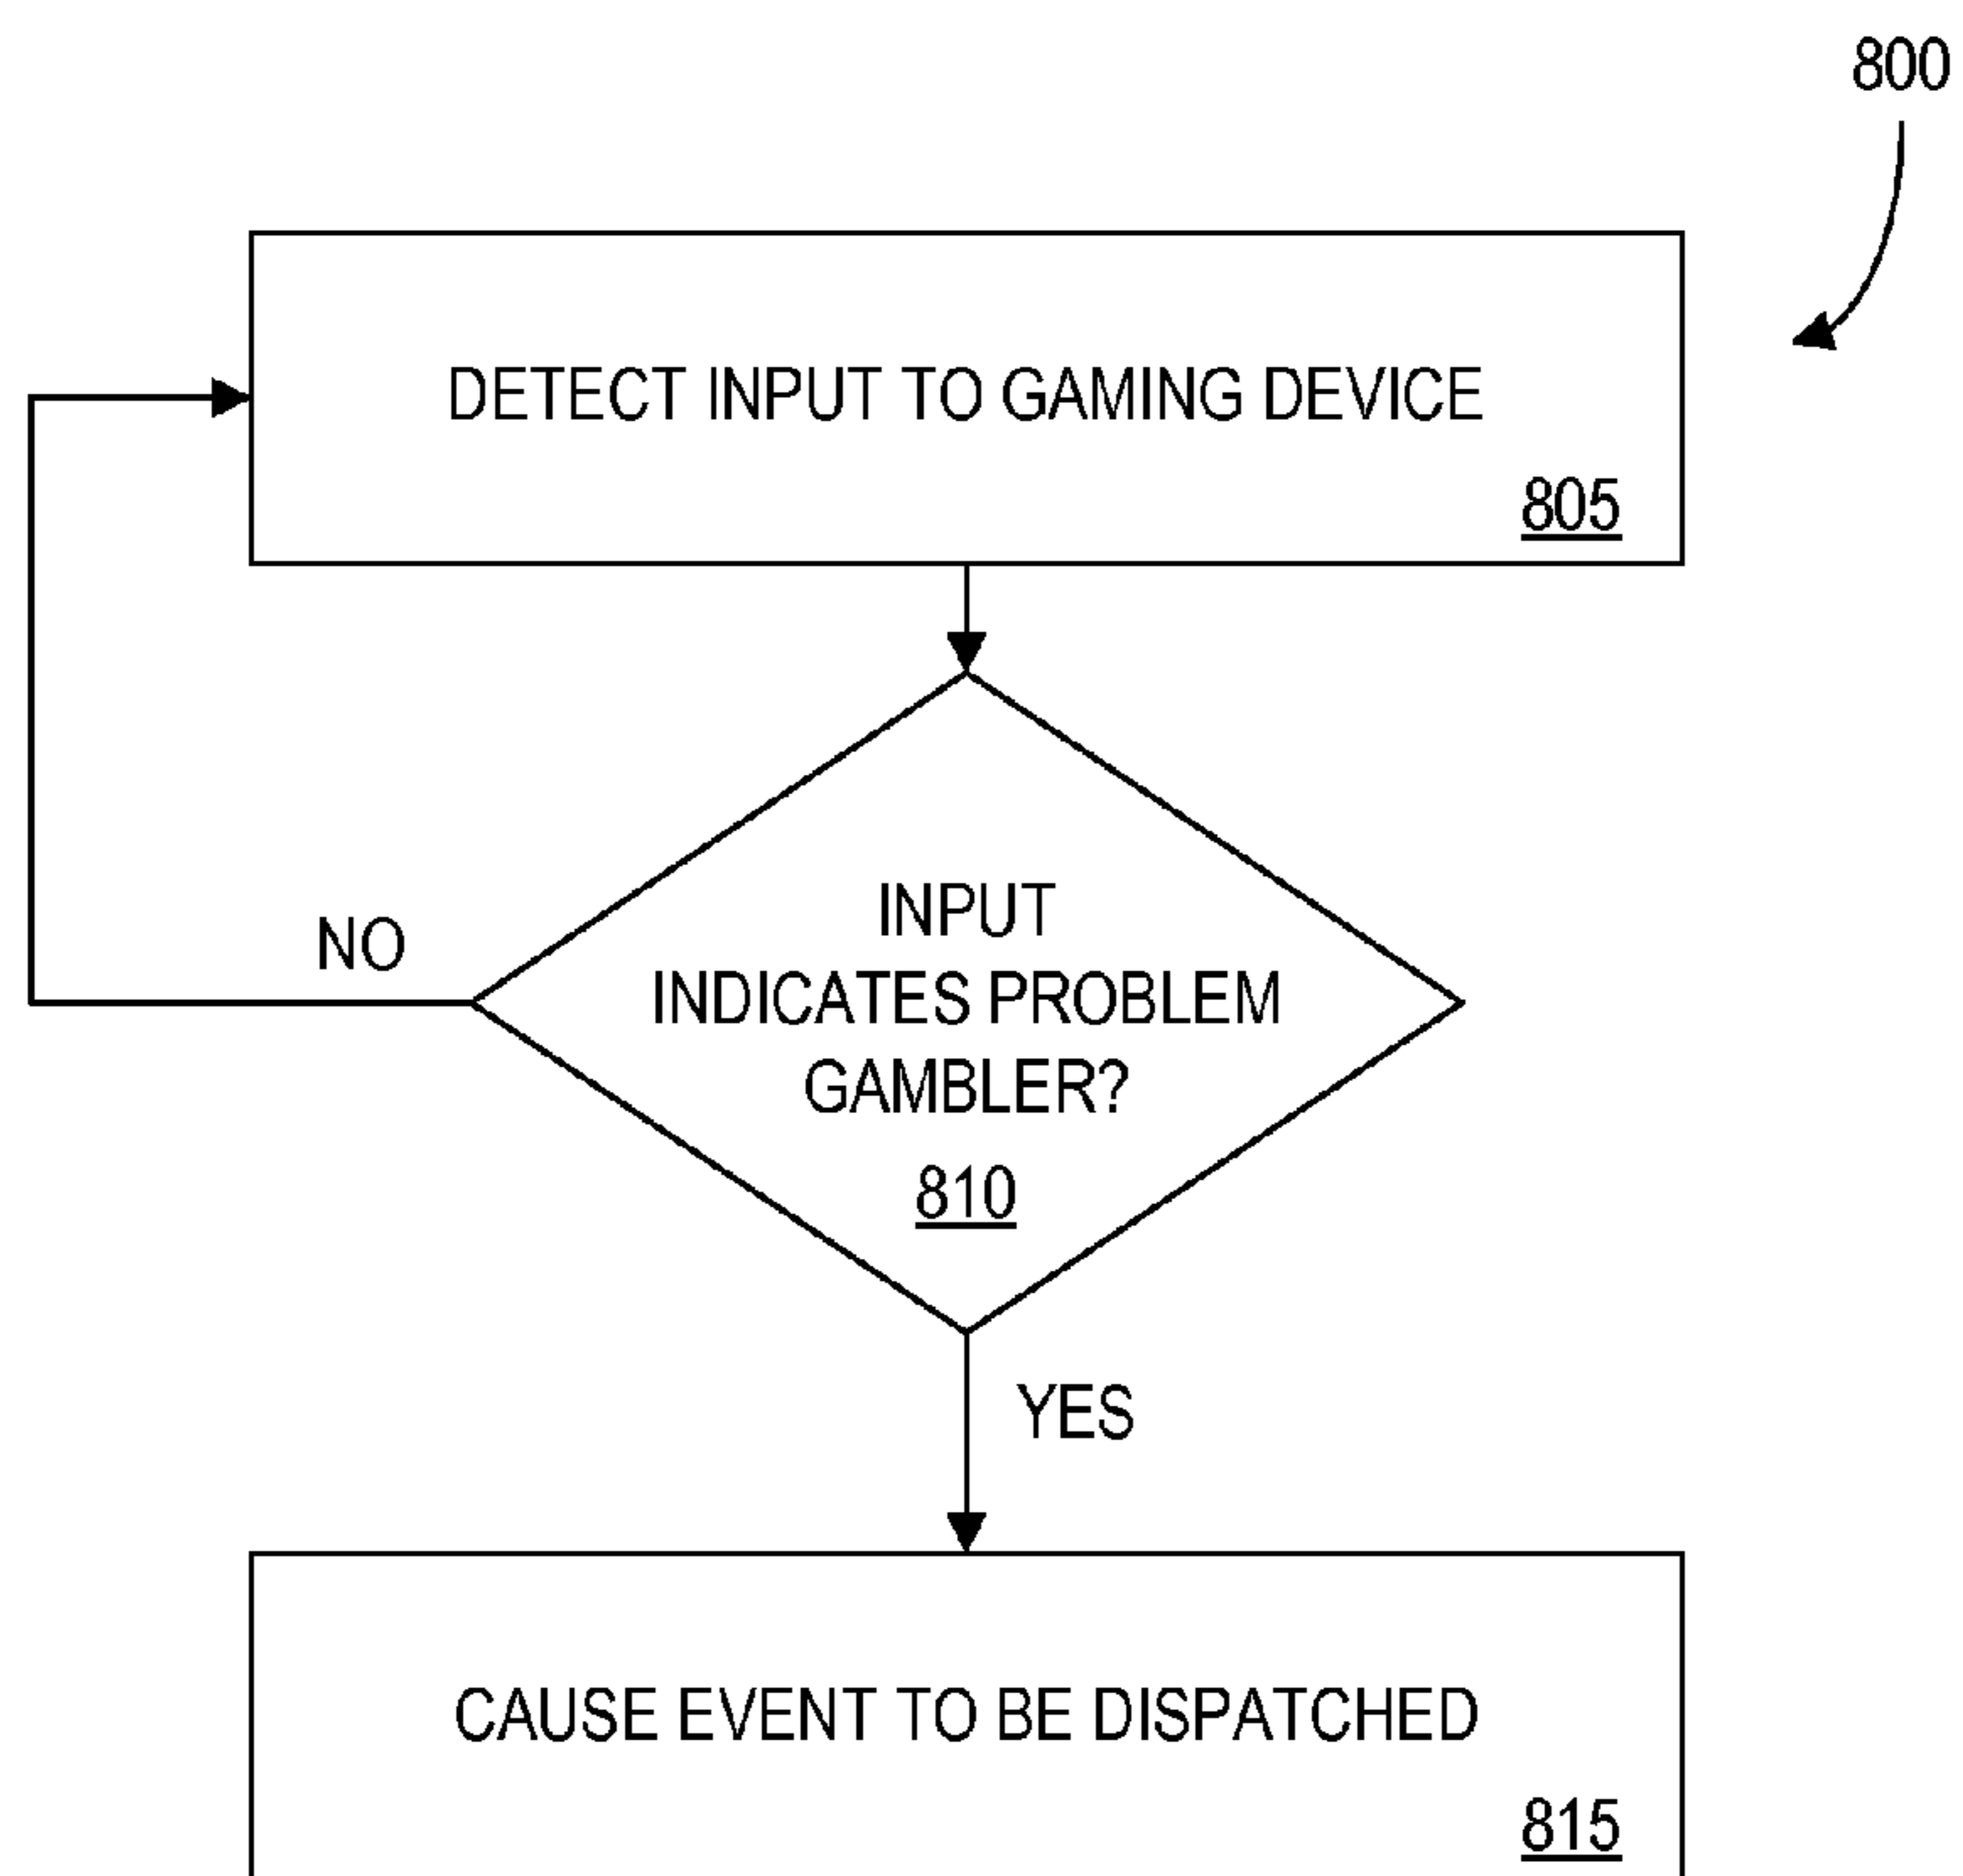 800
DETECT INPUT TO GAMING DEVICE
805
INPUT
INDICATES PROBLEM
GAMBLER?
810
NO
YES
CAUSE EVENT TO BE DISPATCHED
815